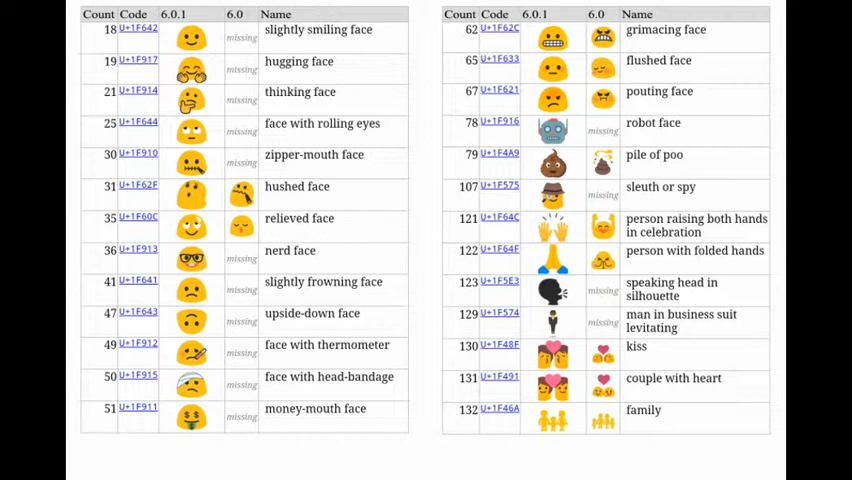 Count Code 6.0.1 6.0 Name
18 U+1F642 missing slightly smiling face
19 U+1F917 missing hugging face
21 U+1F914 missing thinking face
25 U+1F644 missing face with rolling eyes
30 U+1F910 missing zipper-mouth face
31 U+1F62F hushed face
35 U+1F60C relieved face
36 U+1F913 missing nerd face
41 U+1F641 missing slightly frowning face
47 U+1F643 missing upside-down face
49 U+1F912 missing face with thermometer
50 U+1F915 missing face with head-bandage
51 U+1F911 missing money-mouth face
Count Code 6.0.1 6.0 Name
62 U+1F62C grimacing face
65 U+1F633 flushed face
67 U+1F621 pouting face
78 U+1F916 missing robot face
79 U+1F4A9 pile of poo
107 U+1F575 missing sleuth or spy
121 U+1F64C person raising both hands
in celebration
122 U+1F64F person with folded hands
123 U+1F5E3 missing speaking head in
silhouette
129 U+1F574 missing man in business suit
levitating
130 U+1F48F kiss
131 U+1F491 couple with heart
132 U+1F46A family